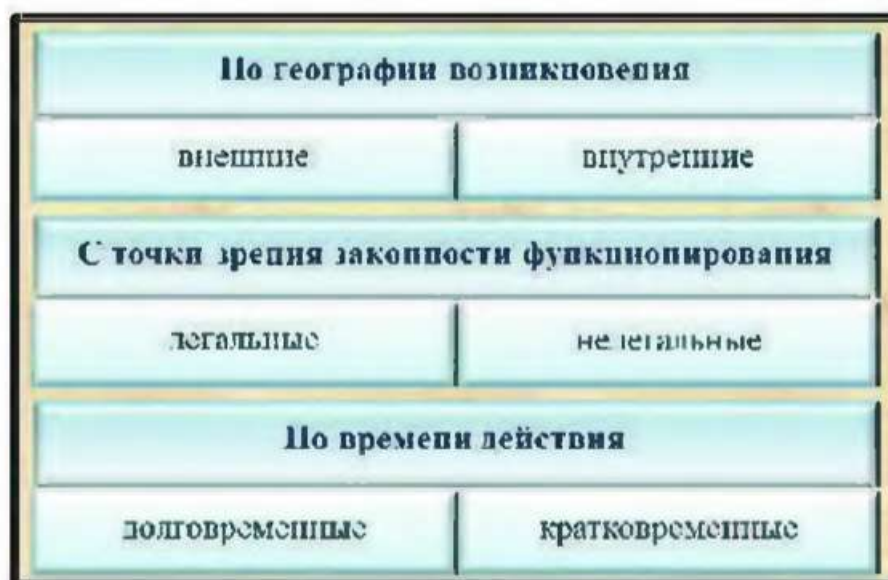 По географии возникновения
внешние
внутренние
С точки зрения законности функционирования
легальные
нелегальные
По времени действия
долговременные
кратковременные